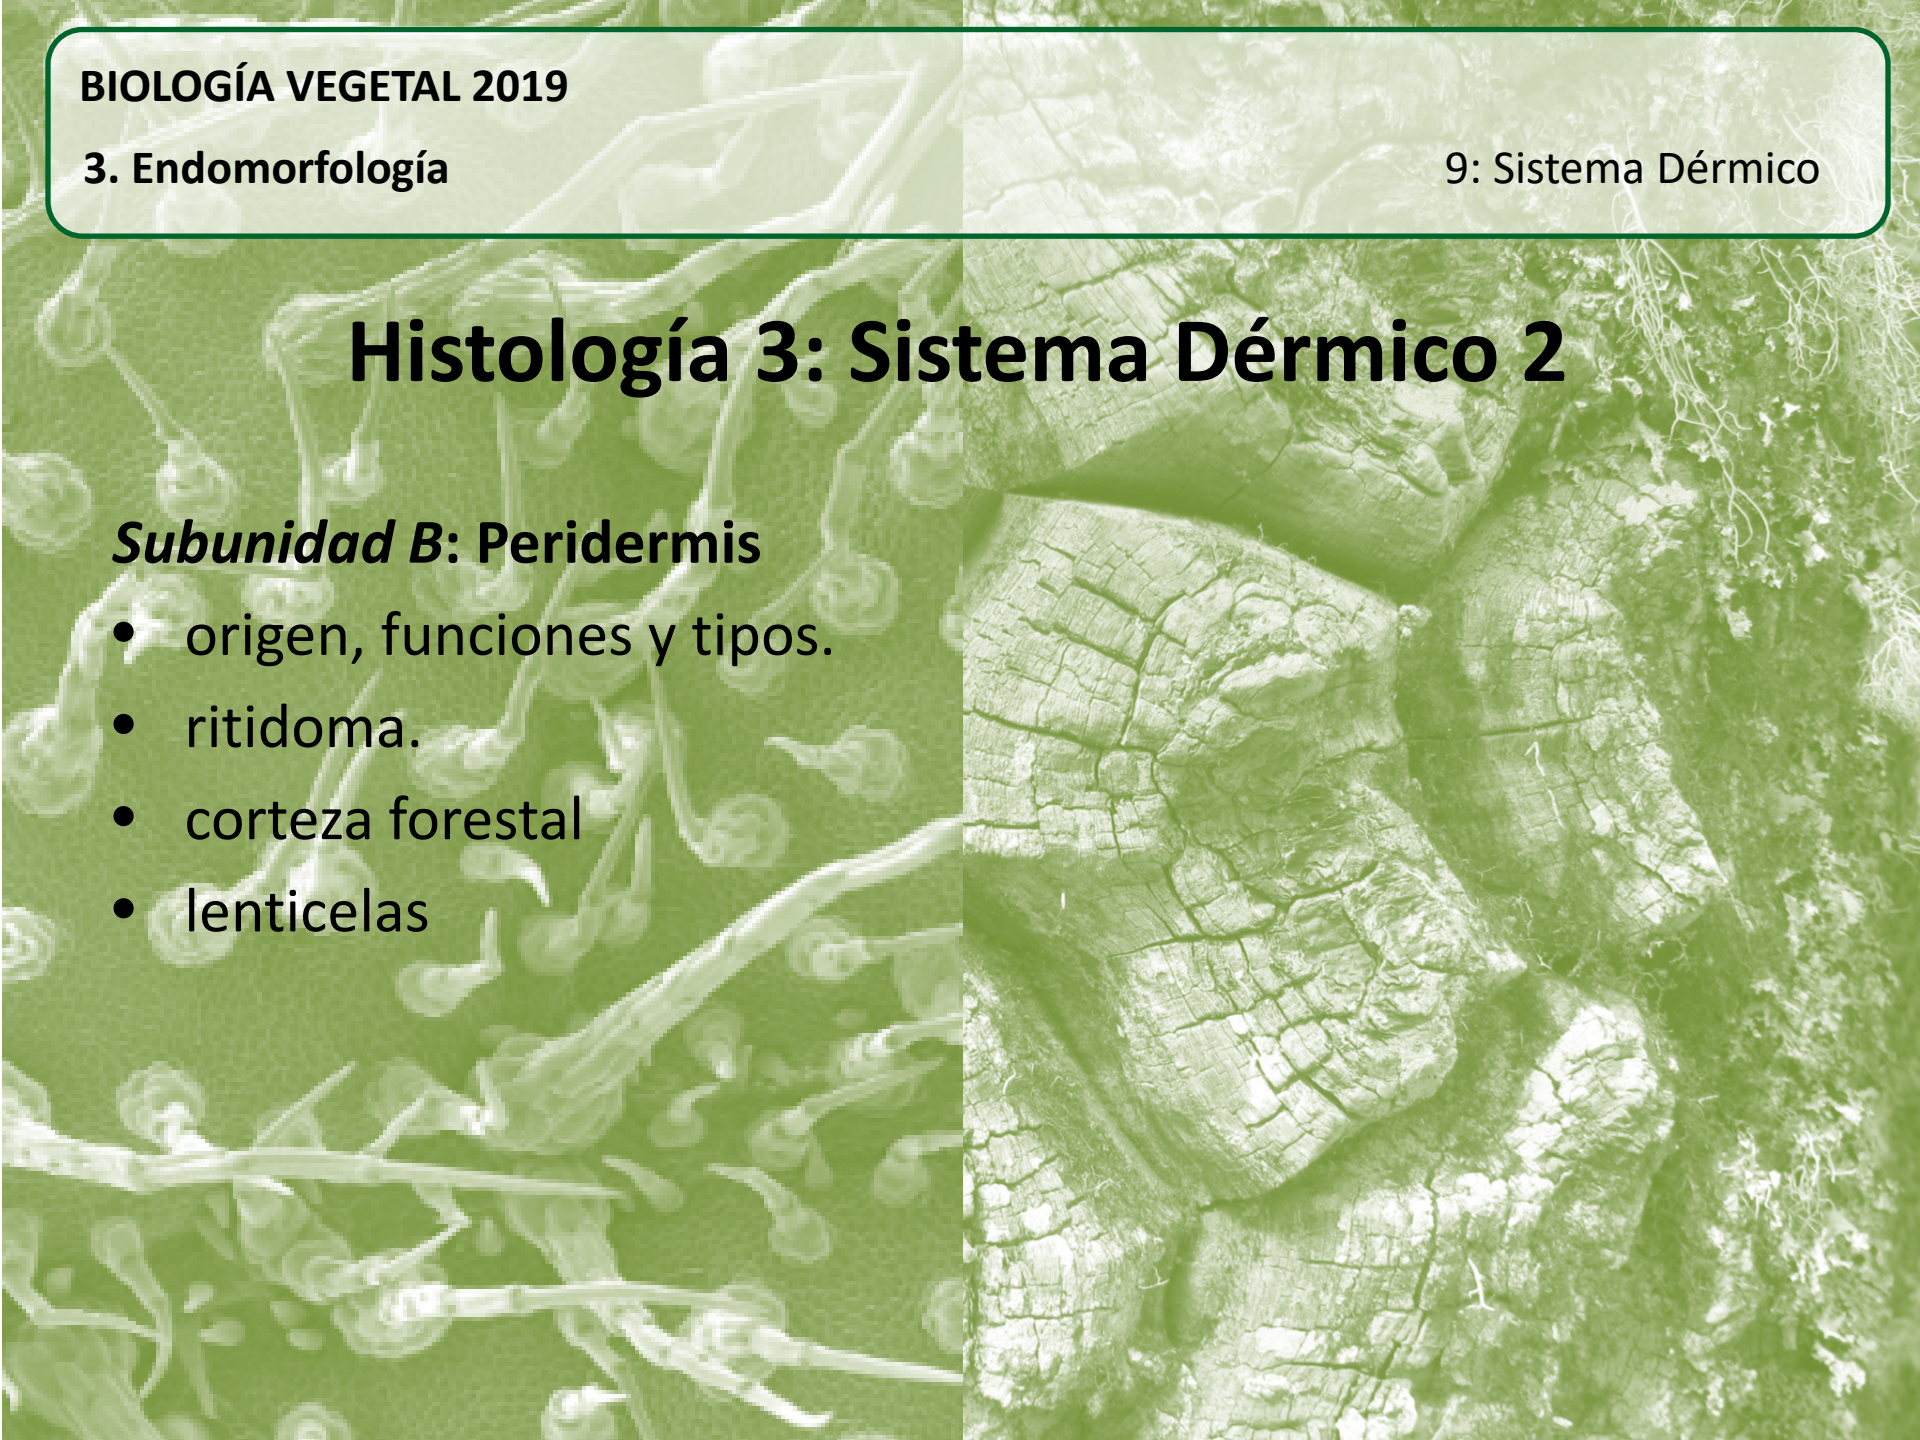 BIOLOGÍA VEGETAL 2019
3. Endomorfología
9: Sistema Dérmico
Histología 3: Sistema Dérmico 2
Subunidad B: Peridermis
• origen, funciones y tipos.
• ritidoma.
• corteza forestal
• lenticelas